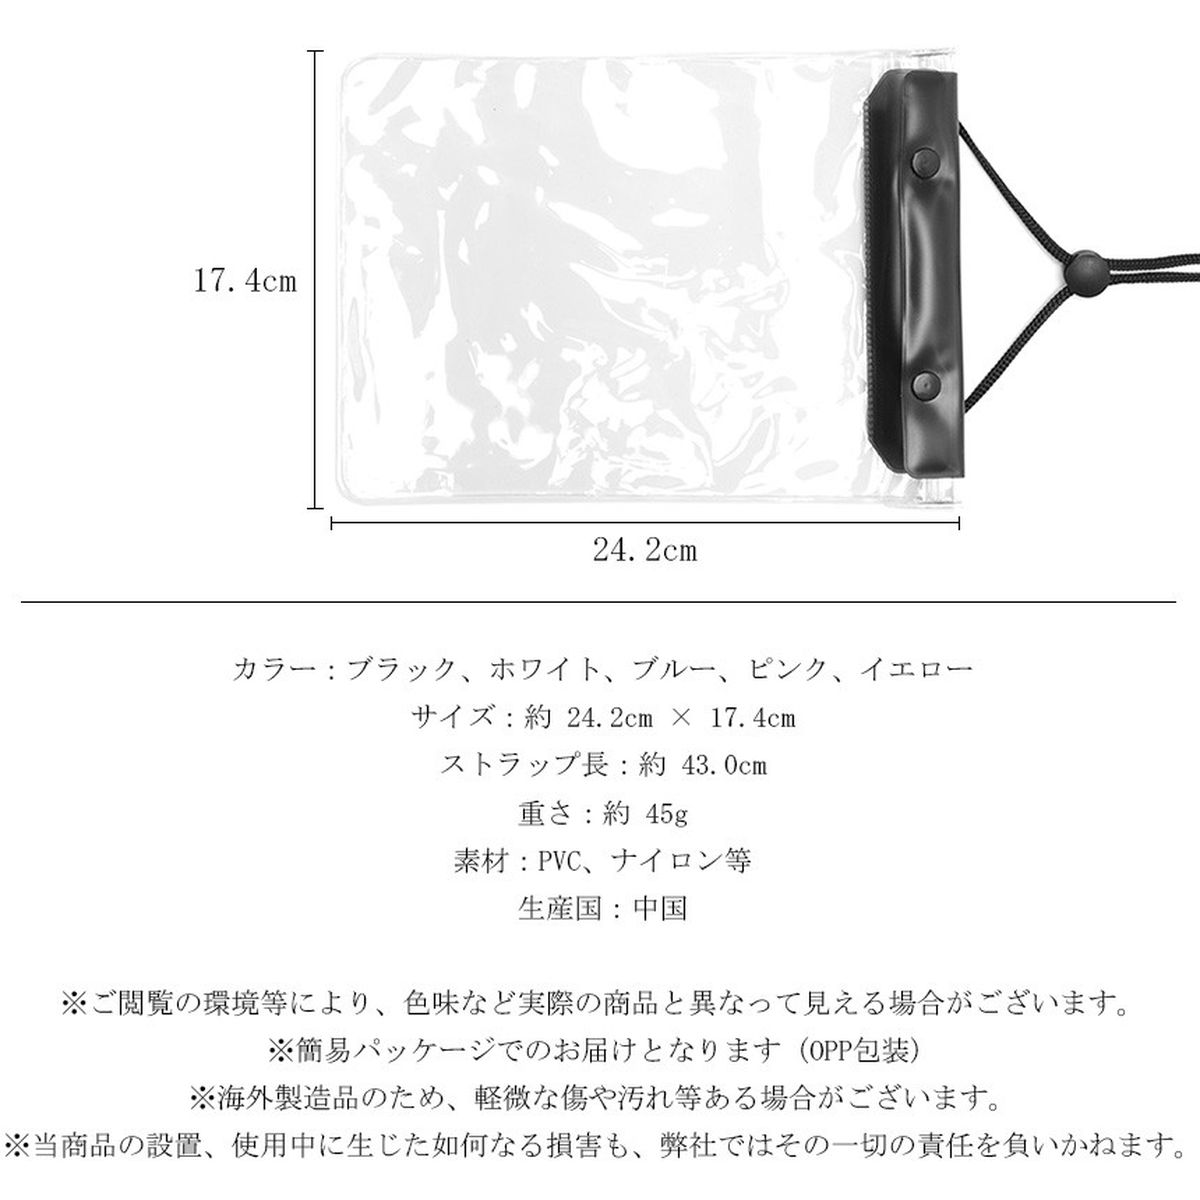 17.4cm
24.2cm
カラー：ブラック、ホワイト、ブルー、ピンク、イエロー
サイズ：約 24.2cm × 17.4cm
ストラップ長：約 43.0cm
重さ：約 45g
素材：PVC、ナイロン等
生産国：中国
※ご閲覧の環境等により、色味など実際の商品と異なって見える場合がございます。
※簡易パッケージでのお届けとなります（OPP包装）
※海外製造品のため、軽微な傷や汚れ等ある場合がございます。
※当商品の設置、使用中に生じた如何なる損害も、弊社ではその一切の責任を負いかねます。